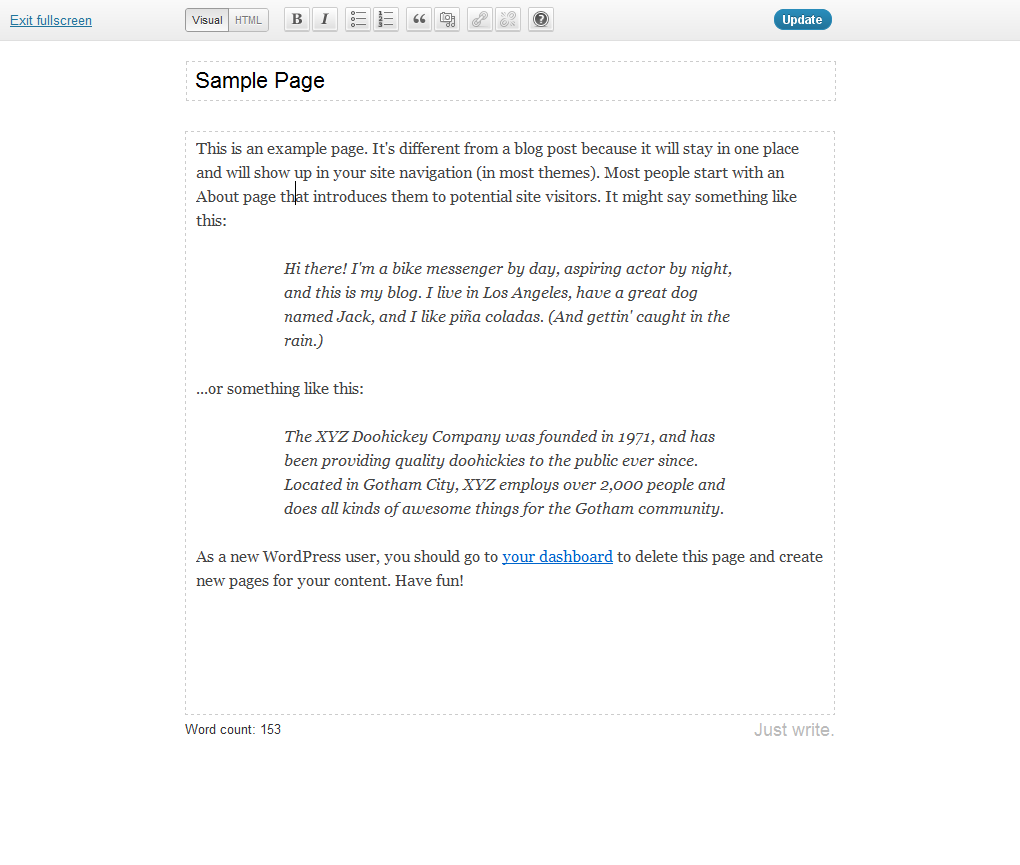 Exit fullscreen Visual HTML B I Update
Sample Page
This is an example page. It's different from a blog post because it will stay in one place
and will show up in your site navigation (in most themes). Most people start with an
About page that introduces them to potential site visitors. It might say something like
this:
Hi there! I'm a bike messenger by day, aspiring actor by night,
and this is my blog. I live in Los Angeles, have a great dog
named Jack, and I like piña coladas. (And gettin' caught in the
rain.)
...or something like this:
The XYZ Doohickey Company was founded in 1971, and has
been providing quality doohickies to the public ever since.
Located in Gotham City, XYZ employs over 2,000 people and
does all kinds of awesome things for the Gotham community.
As a new WordPress user, you should go to your dashboard to delete this page and create
new pages for your content. Have fun!
Word count: 153 Just write.